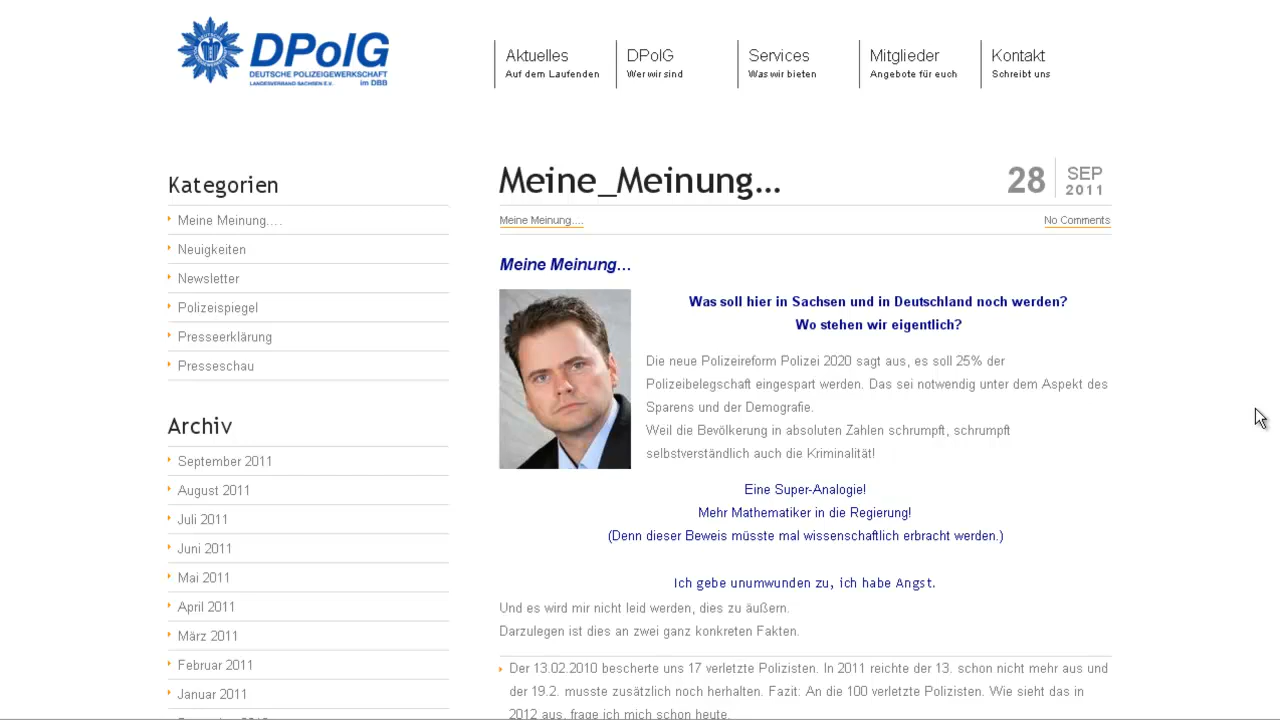 DPolG
DEUTSCHE POLIZEIGEWERKSCHAFT
LANDESVERBAND SACHSEN E.V. im DBB
Aktuelles
Auf dem Laufenden
DPolG
Wer wir sind
Services
Was wir bieten
Mitglieder
Angebote für euch
Kontakt
Schreibt uns
Kategorien
Meine Meinung….
Neuigkeiten
Newsletter
Polizeispiegel
Presseerklärung
Presseschau
Archiv
September 2011
August 2011
Juli 2011
Juni 2011
Mai 2011
April 2011
März 2011
Februar 2011
Januar 2011
Meine_Meinung…
28 SEP
2011
Meine Meinung….
No Comments
Meine Meinung…
Was soll hier in Sachsen und in Deutschland noch werden?
Wo stehen wir eigentlich?
Die neue Polizeireform Polizei 2020 sagt aus, es soll 25% der
Polizeibelegschaft eingespart werden. Das sei notwendig unter dem Aspekt des
Sparens und der Demografie.
Weil die Bevölkerung in absoluten Zahlen schrumpft, schrumpft
selbstverständlich auch die Kriminalität!
Eine Super-Analogie!
Mehr Mathematiker in die Regierung!
(Denn dieser Beweis müsste mal wissenschaftlich erbracht werden.)
Ich gebe unumwunden zu, ich habe Angst.
Und es wird mir nicht leid werden, dies zu äußern.
Darzulegen ist dies an zwei ganz konkreten Fakten.
Der 13.02.2010 bescherte uns 17 verletzte Polizisten. In 2011 reichte der 13. schon nicht mehr aus und
der 19.2. musste zusätzlich noch herhalten. Fazit: An die 100 verletzte Polizisten. Wie sieht das in
2012 aus, frage ich mich schon heute.